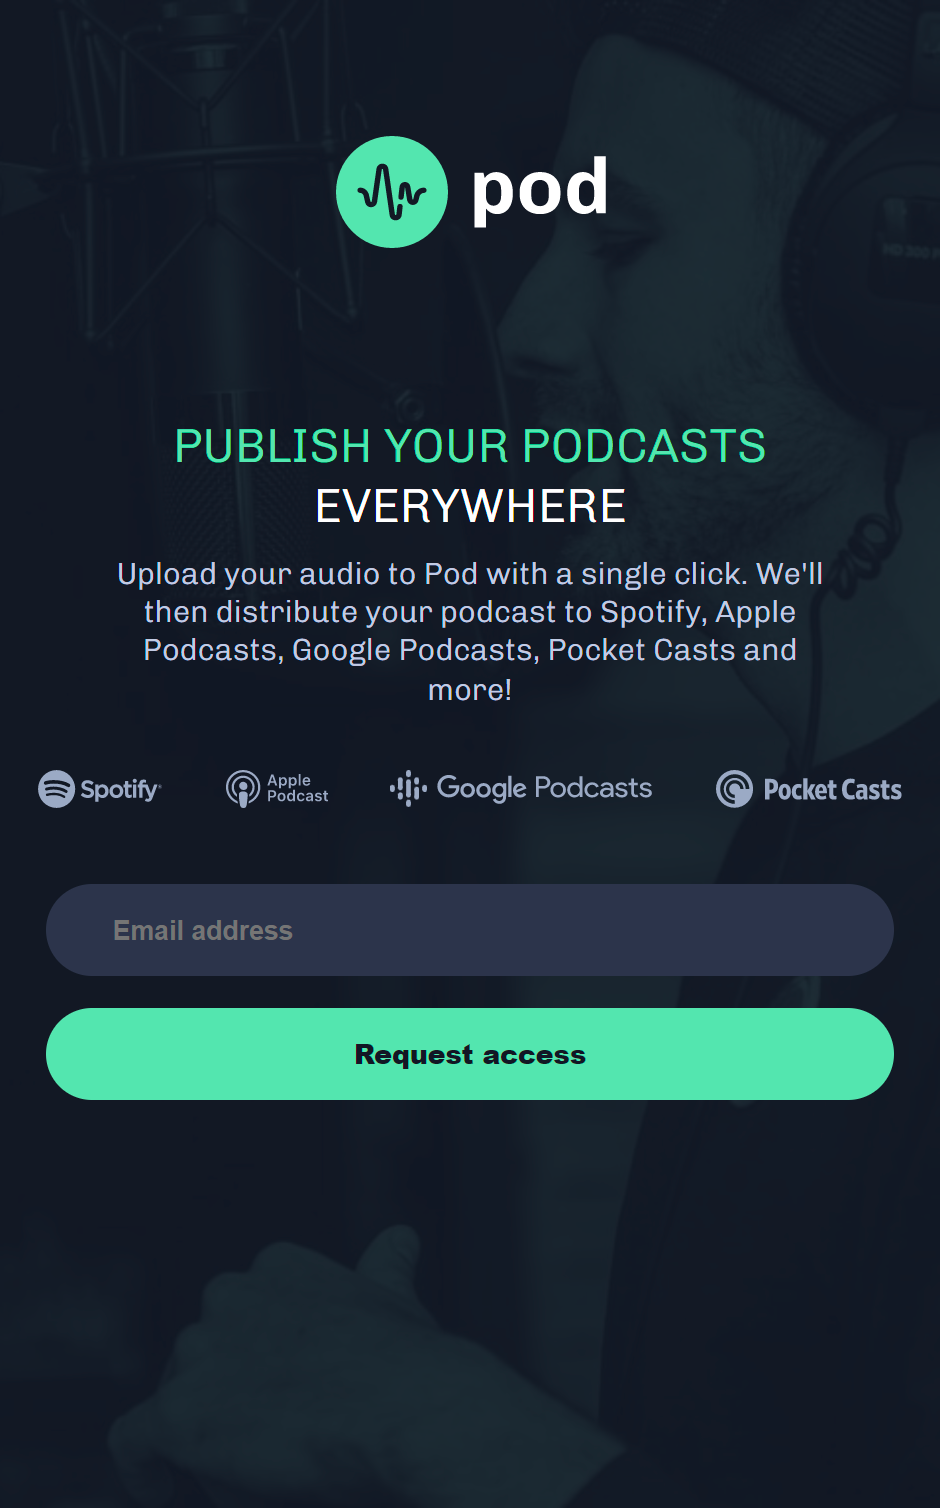 pod
PUBLISH YOUR PODCASTS
EVERYWHERE
Upload your audio to Pod with a single click. We'll
then distribute your podcast to Spotify, Apple
Podcasts, Google Podcasts, Pocket Casts and
more!
Spotify
Apple
Podcast
Google Podcasts
Pocket Casts
Email address
Request access